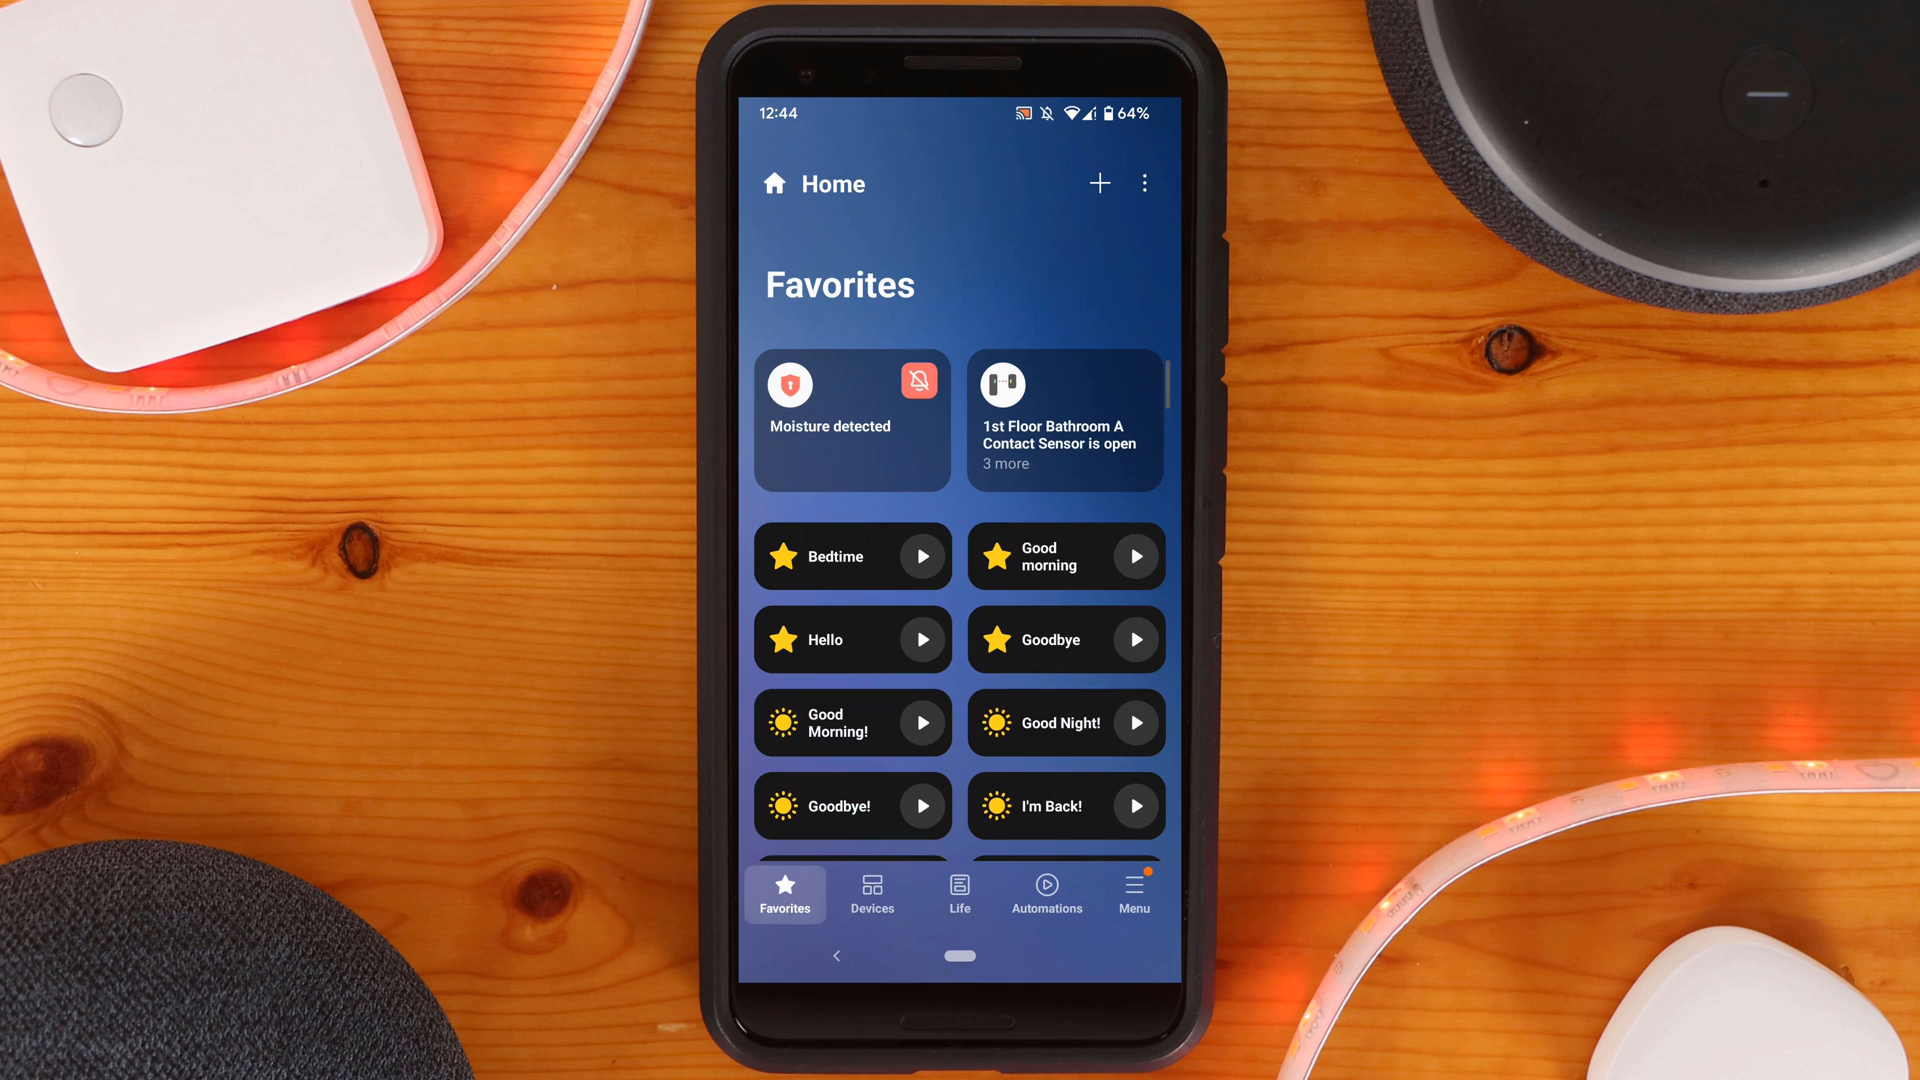 12:44
64%
Home
Favorites
Moisture detected
1st Floor Bathroom A
Contact Sensor is open
3 more
Bedtime
Good
morning
Hello
Goodbye
Good
Morning!
Good Night!
Goodbye!
I'm Back!
Favorites
Devices
Life
Automations
Menu